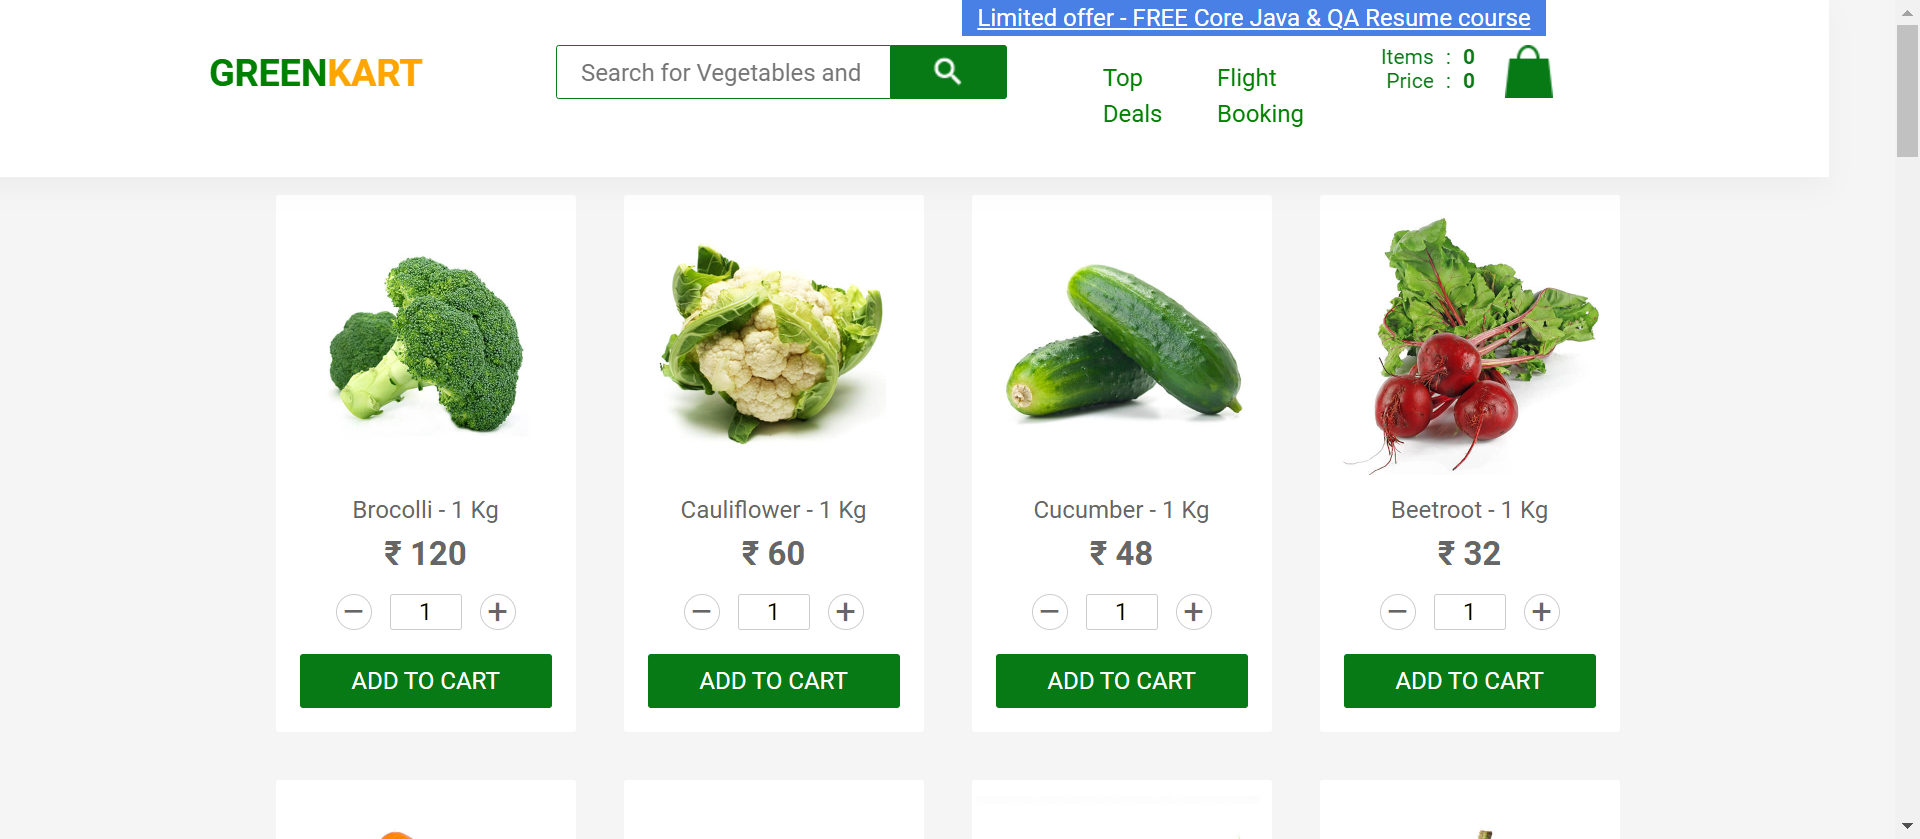 Limited offer - FREE Core Java & QA Resume course
GREENKART
Search for Vegetables and
Top Deals
Flight Booking
Items : 0
Price : 0
Brocolli - 1 Kg
₹ 120
− 1 +
ADD TO CART
Cauliflower - 1 Kg
₹ 60
− 1 +
ADD TO CART
Cucumber - 1 Kg
₹ 48
− 1 +
ADD TO CART
Beetroot - 1 Kg
₹ 32
− 1 +
ADD TO CART